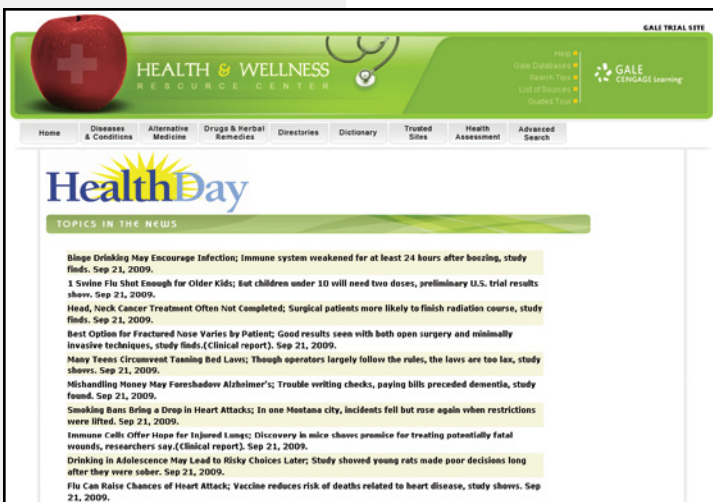 GALE TRIAL SITE
HEALTH & WELLNESS
RESOURCE CENTER
Help
Gale Databases
Search Tips
List of Sources
Guided Tour
GALE
CENGAGE Learning
Home
Diseases
& Conditions
Alternative
Medicine
Drugs & Herbal
Remedies
Directories
Dictionary
Trusted
Sites
Health
Assessment
Advanced
Search
HealthDay
TOPICS IN THE NEWS
Binge Drinking May Encourage Infection; Immune system weakened for at least 24 hours after boozing, study
finds. Sep 21, 2009.
1 Swine Flu Shot Enough for Older Kids; But children under 10 will need two doses, preliminary U.S. trial results
show. Sep 21, 2009.
Head, Neck Cancer Treatment Often Not Completed; Surgical patients more likely to finish radiation course, study
finds. Sep 21, 2009.
Best Option for Fractured Nose Varies by Patient; Good results seen with both open surgery and minimally
invasive techniques, study finds.(Clinical report). Sep 21, 2009.
Many Teens Circumvent Tanning Bed Laws; Though operators largely follow the rules, the laws are too lax, study
shows. Sep 21, 2009.
Mishandling Money May Foreshadow Alzheimer's; Trouble writing checks, paying bills preceded dementia, study
found. Sep 21, 2009.
Smoking Bans Bring a Drop in Heart Attacks; In one Montana city, incidents fell but rose again when restrictions
were lifted. Sep 21, 2009.
Immune Cells Offer Hope for Injured Lungs; Discovery in mice shows promise for treating potentially fatal
wounds, researchers say.(Clinical report). Sep 21, 2009.
Drinking in Adolescence May Lead to Risky Choices Later; Study showed young rats made poor decisions long
after they were sober. Sep 21, 2009.
Flu Can Raise Chances of Heart Attack; Vaccine reduces risk of deaths related to heart disease, study shows. Sep
21, 2009.